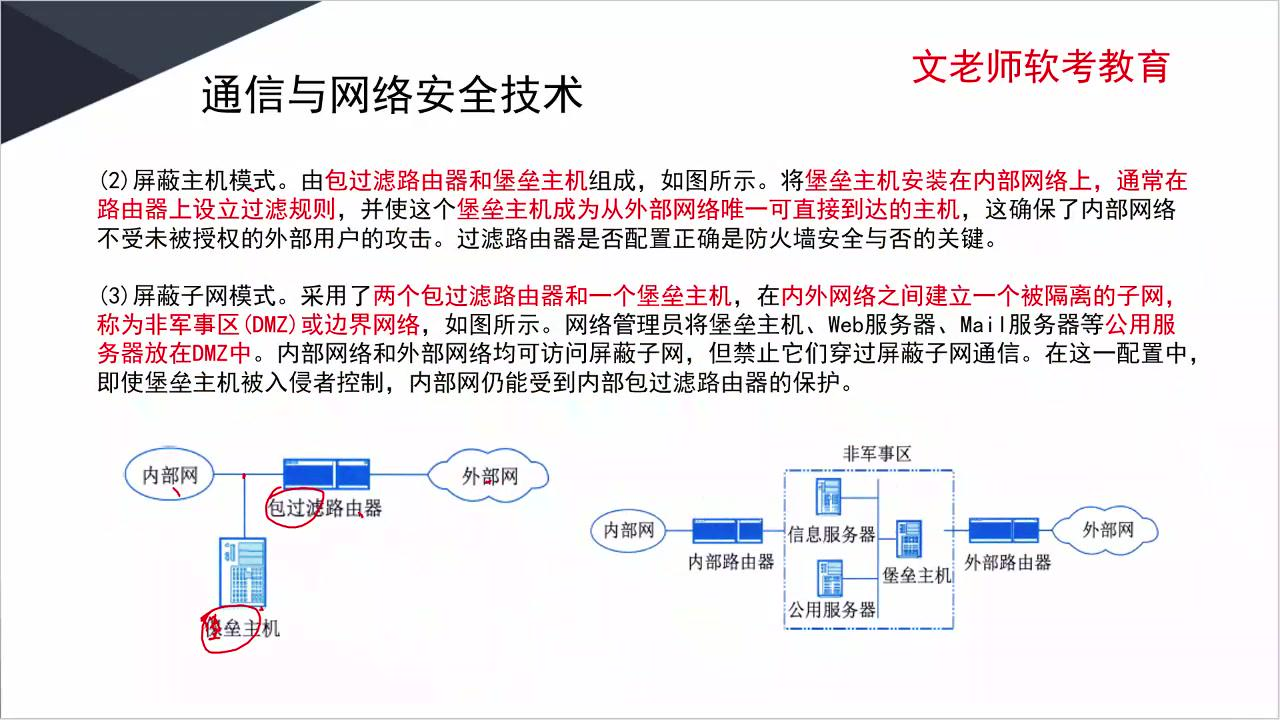 文老师软考教育
通信与网络安全技术
(2)屏蔽主机模式。由包过滤路由器和堡垒主机组成，如图所示。将堡垒主机安装在内部网络上，通常在
路由器上设立过滤规则，并使这个堡垒主机成为从外部网络唯一可直接到达的主机，这确保了内部网络
不受未被授权的外部用户的攻击。过滤路由器是否配置正确是防火墙安全与否的关键。
(3)屏蔽子网模式。采用了两个包过滤路由器和一个堡垒主机，在内外网络之间建立一个被隔离的子网，
称为非军事区(DMZ)或边界网络，如图所示。网络管理员将堡垒主机、Web服务器、Mail服务器等公用服
务器放在DMZ中。内部网络和外部网络均可访问屏蔽子网，但禁止它们穿过屏蔽子网通信。在这一配置中，
即使堡垒主机被入侵者控制，内部网仍能受到内部包过滤路由器的保护。
内部网
外部网
包过滤路由器
堡垒主机
非军事区
内部网
内部路由器
信息服务器
堡垒主机
公用服务器
外部路由器
外部网